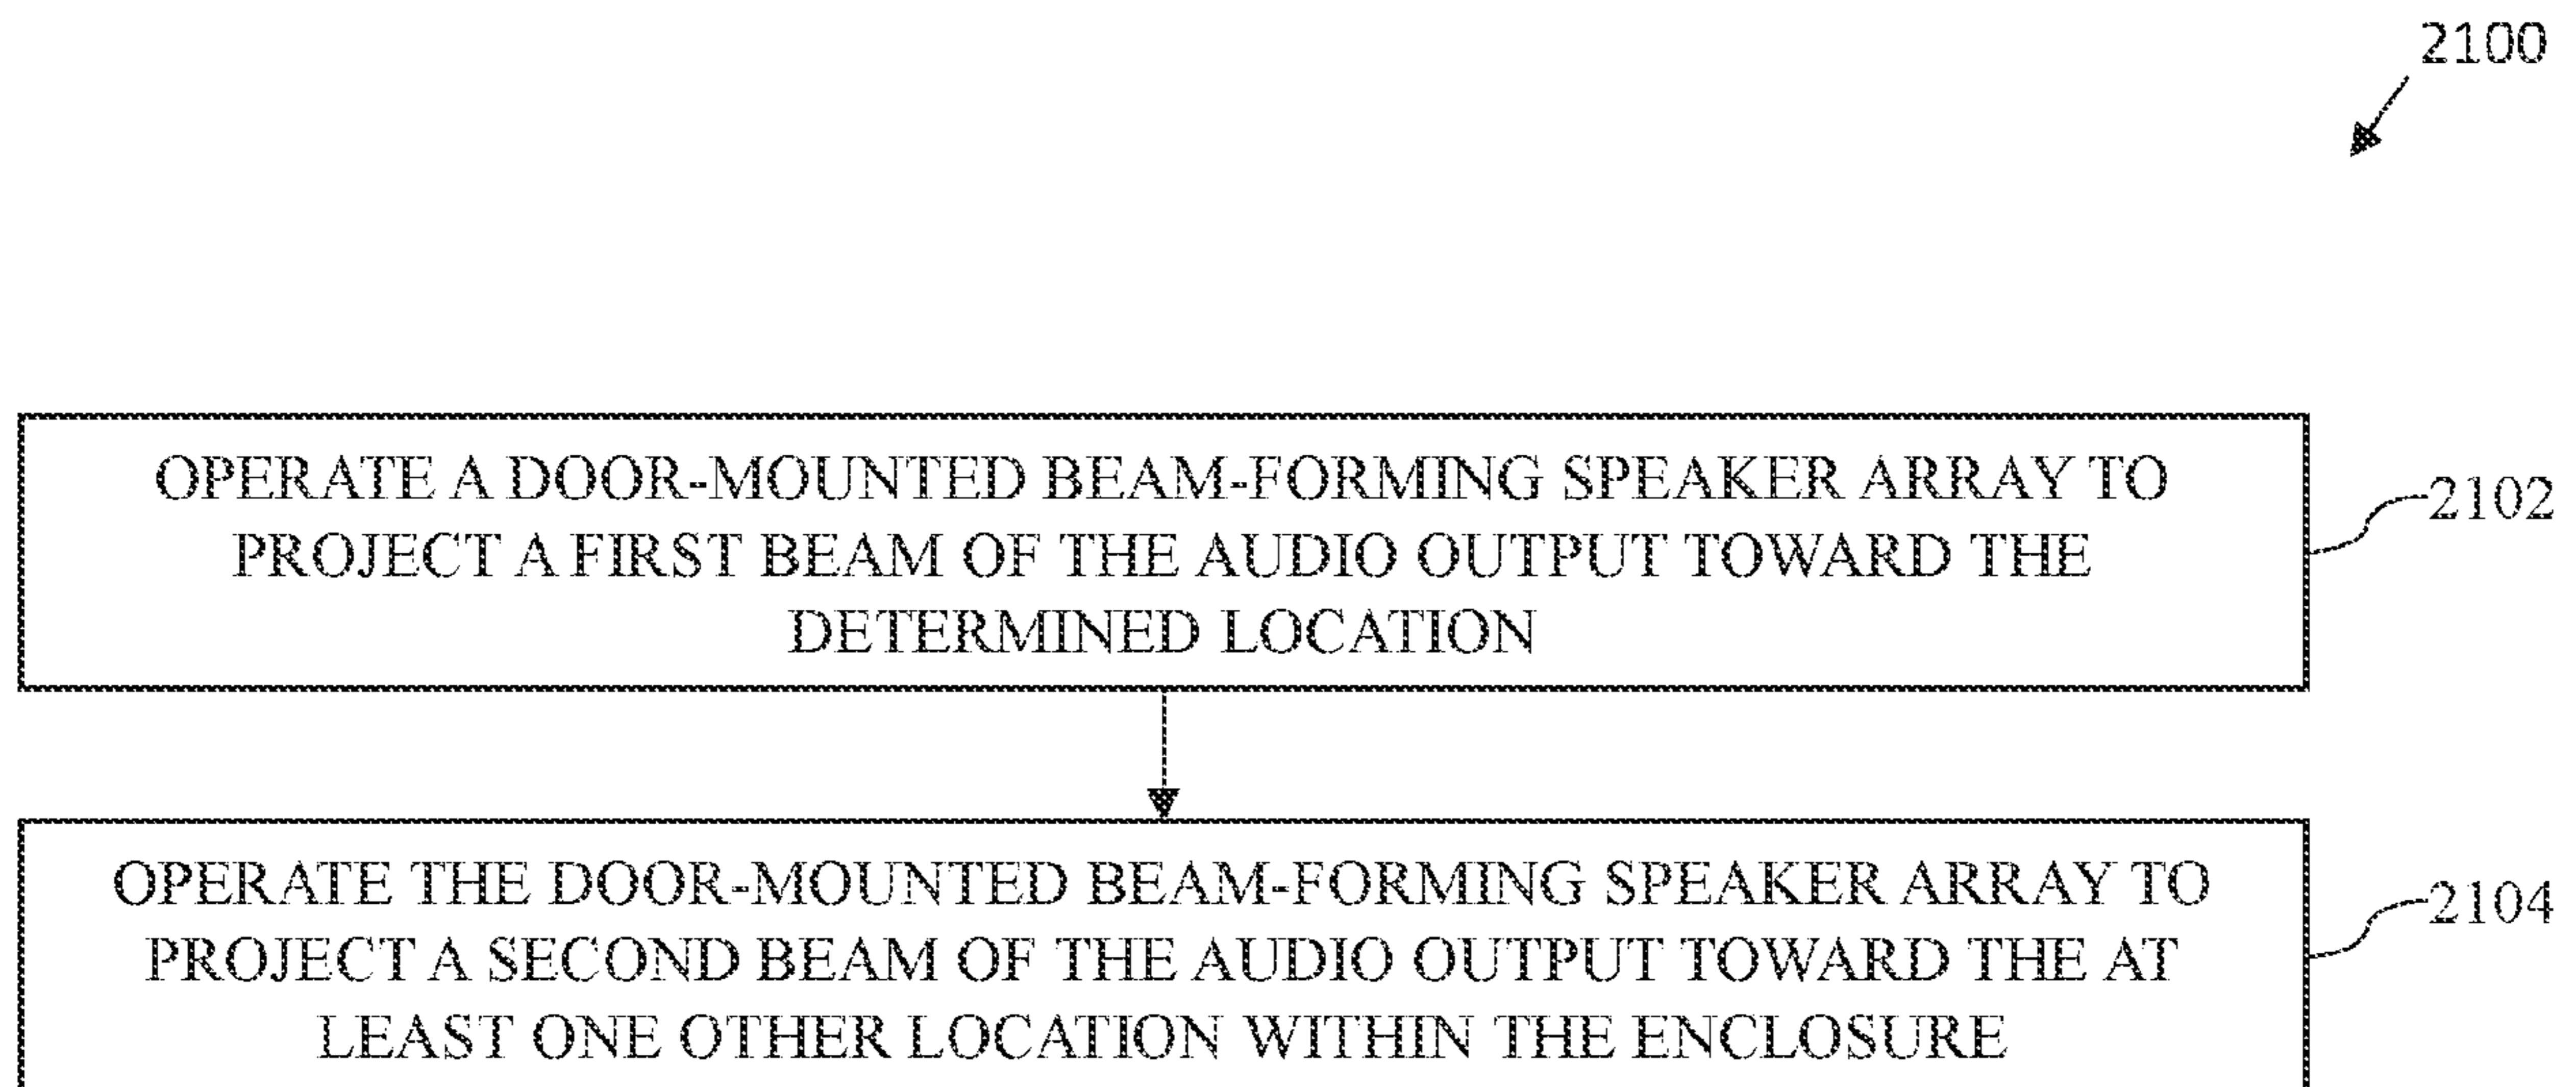 2100
OPERATE A DOOR-MOUNTED BEAM-FORMING SPEAKER ARRAY TO
PROJECT A FIRST BEAM OF THE AUDIO OUTPUT TOWARD THE
DETERMINED LOCATION
2102
OPERATE THE DOOR-MOUNTED BEAM-FORMING SPEAKER ARRAY TO
PROJECT A SECOND BEAM OF THE AUDIO OUTPUT TOWARD THE AT
LEAST ONE OTHER LOCATION WITHIN THE ENCLOSURE
2104